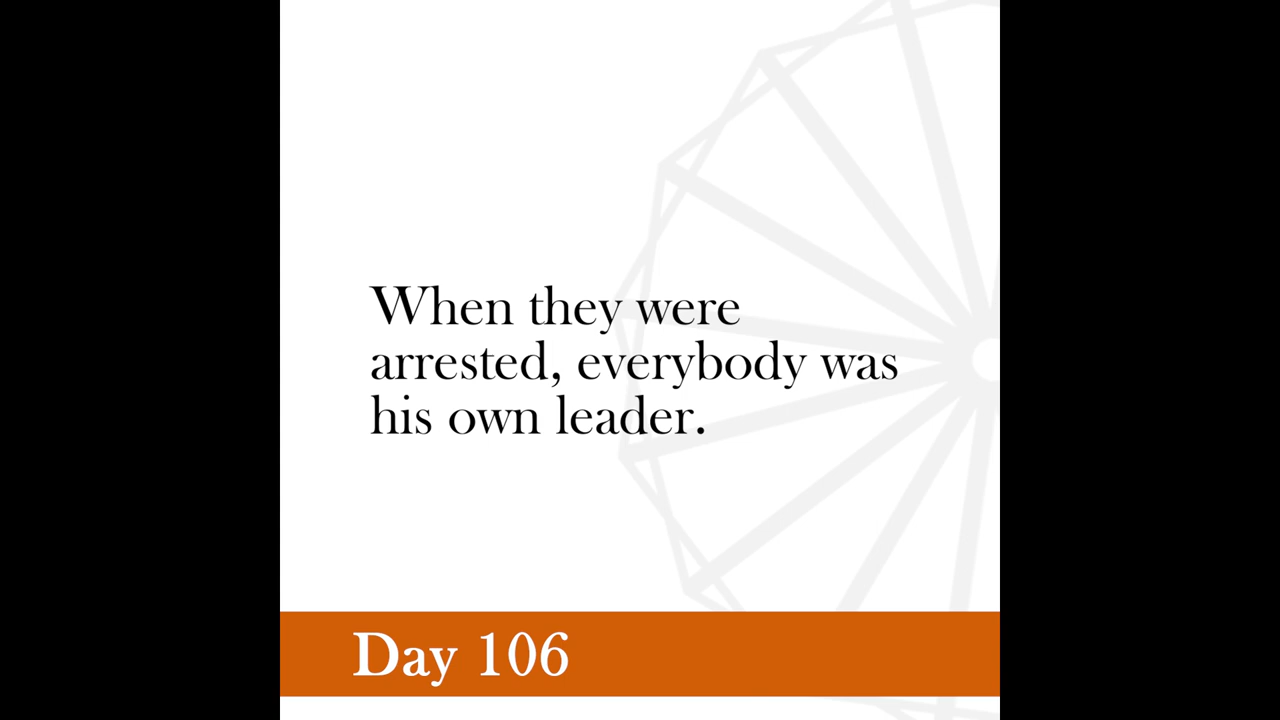 When they were
arrested, everybody was
his own leader.
Day 106